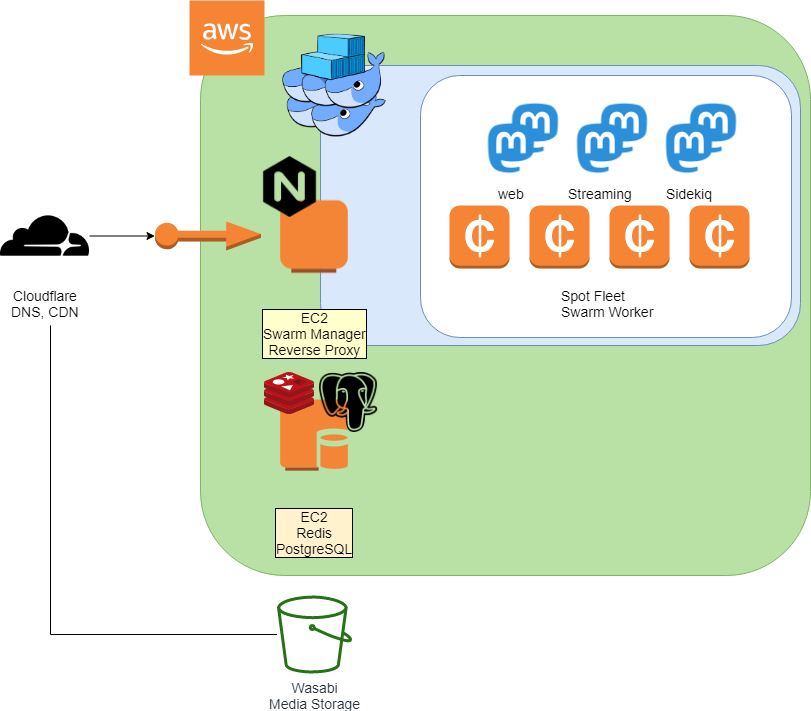 aws
web
Streaming
Sidekiq
Cloudflare
DNS, CDN
Spot Fleet
Swarm Worker
EC2
Swarm Manager
Reverse Proxy
EC2
Redis
PostgreSQL
Wasabi
Media Storage